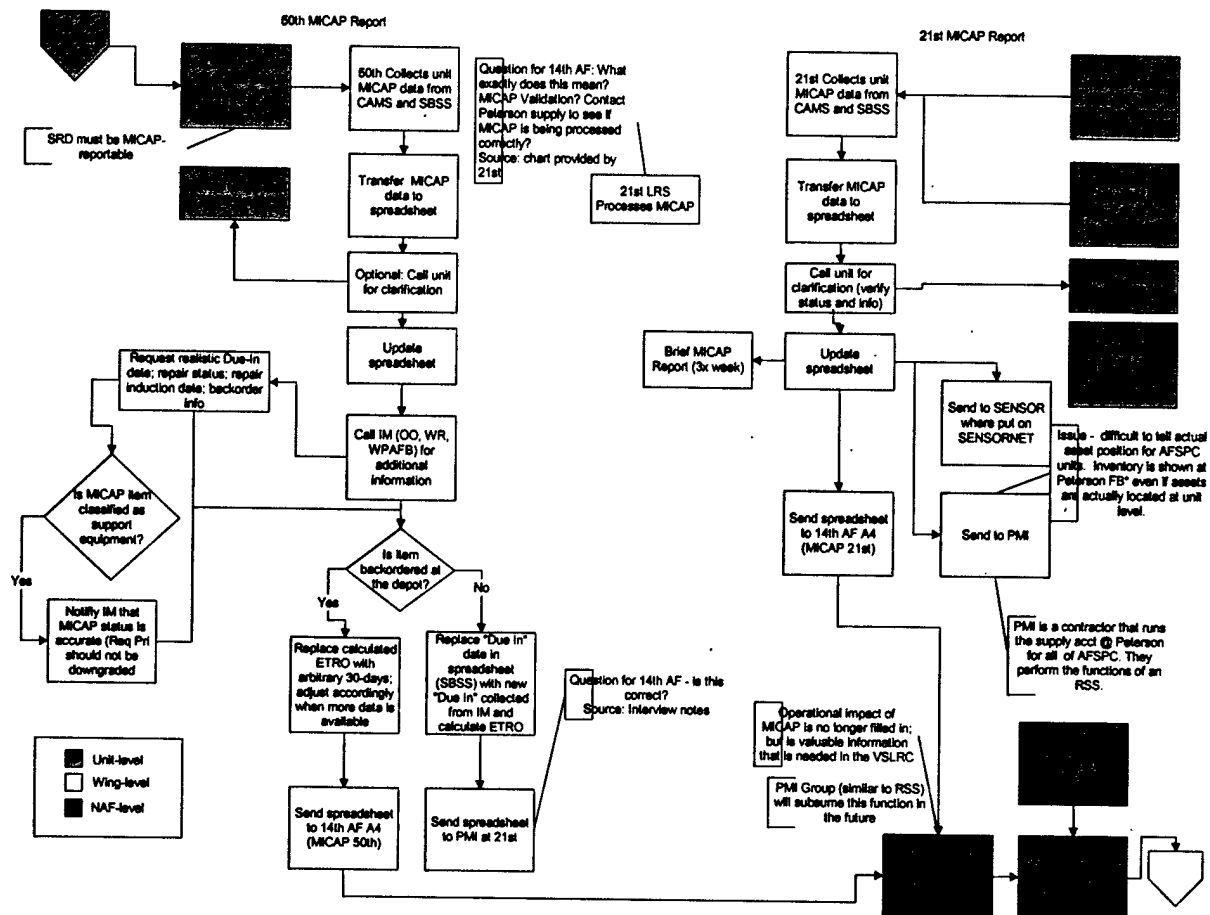 50th MICAP Report
21st MICAP Report
50th Collects unit
MICAP data from
CAMS and SBSS
Question for 14th AF: What
exactly does this mean?
MICAP Validation? Contact
Peterson supply to see if
MICAP is being processed
correctly?
Source: chart provided by
21st
SRD must be MICAP-
reportable
Transfer MICAP
data to
spreadsheet
21st LRS
Processes MICAP
Optional: Call unit
for clarification
Update
spreadsheet
Request realistic Due-In
date; repair status; repair
induction date; backorder
info
Call IM (OO, WR,
WPAFB) for
additional
information
Is MICAP item
classified as
support
equipment?
Yes
Notifiy IM that
MICAP status is
accurate (Req Pri
should not be
downgraded
Is item
backordered at
the depot?
Yes
No
Replace calculated
ETRO with
arbitrary 30-days;
adjust accordingly
when more data is
available
Replace "Due In"
date in
spreadsheet
(SBSS) with new
"Due In" collected
from IM and
calculate ETRO
Question for 14th AF - is this
correct?
Source: Interview notes
Send spreadsheet
to 14th AF A4
(MICAP 50th)
Send spreadsheet
to PMI at 21st
Unit-level
Wing-level
NAF-level
21st Collects unit
MICAP data from
CAMS and SBSS
Transfer MICAP
data to
spreadsheet
Call unit for
clarification (verify
status and info)
Brief MICAP
Report (3x week)
Update
spreadsheet
Send to SENSOR
where put on
SENSORNET
Issue - difficult to tell actual
asset position for AFSPC
units. Inventory is shown at
Peterson FB* even if assets
are actually located at unit
level.
Send spreadsheet
to 14th AF A4
(MICAP 21st)
Send to PMI
PMI is a contractor that runs
the supply acct @ Peterson
for all of AFSPC. They
perform the functions of an
RSS.
Operational impact of
MICAP is no longer filled in;
but is valuable information
that is needed in the VSLRC
PMI Group (similar to RSS)
will subsume this function in
the future